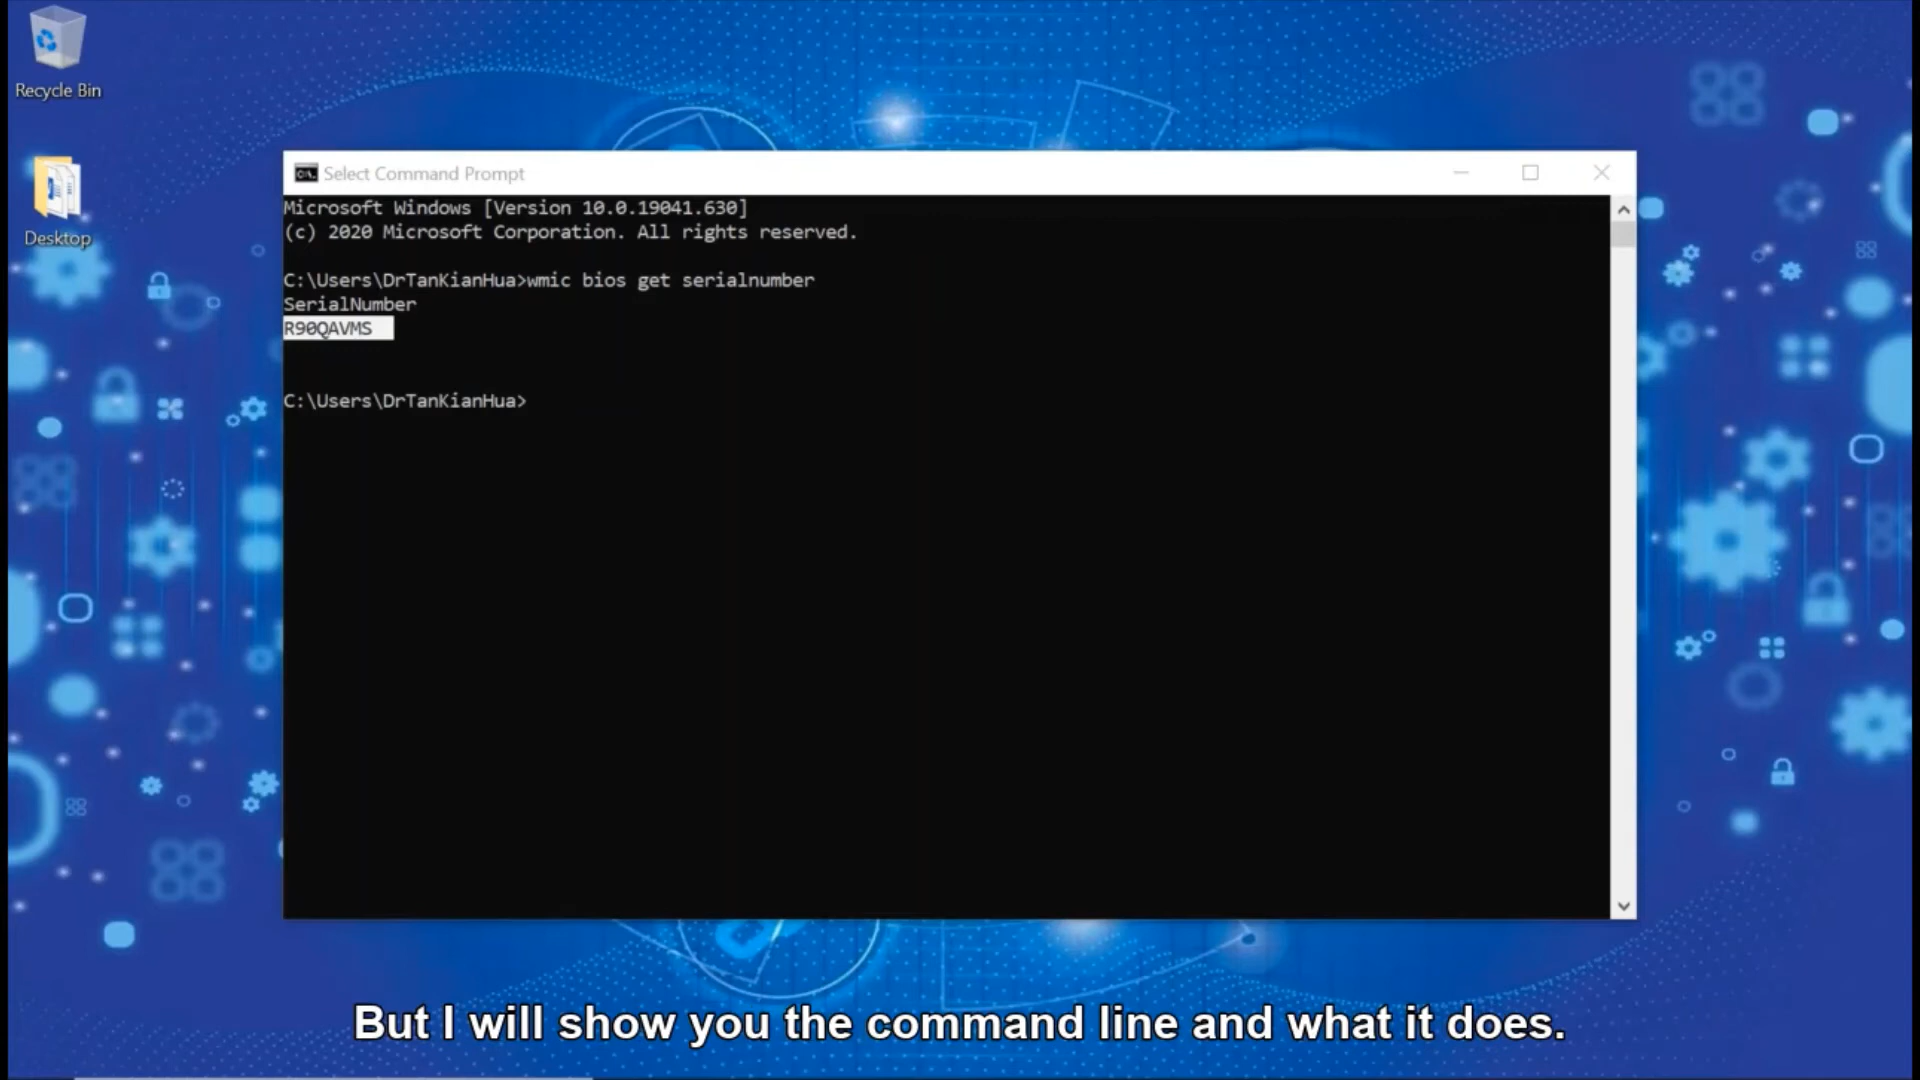 Recycle Bin
Desktop
Select Command Prompt
Microsoft Windows [Version 10.0.19041.630]
(c) 2020 Microsoft Corporation. All rights reserved.
C:\Users\DrTanKianHua>wmic bios get serialnumber
SerialNumber
R90QAVMS
C:\Users\DrTanKianHua>
But I will show you the command line and what it does.